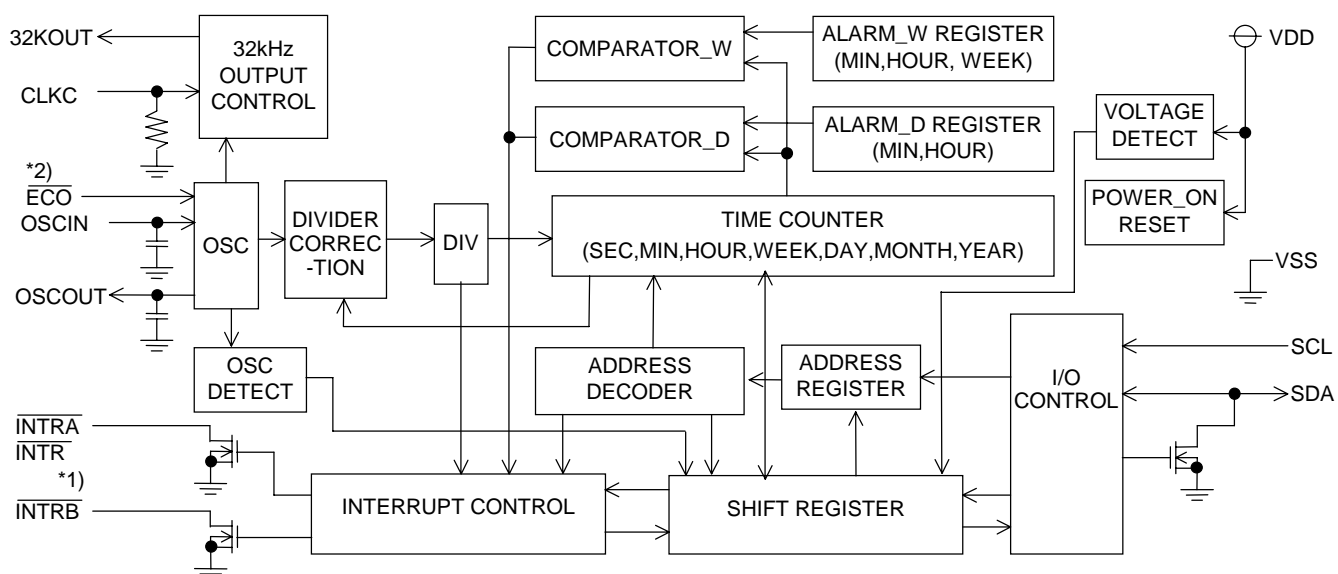 32KOUT
32kHz
OUTPUT
CONTROL
CLKC
COMPARATOR_W
ALARM_W REGISTER
(MIN,HOUR, WEEK)
VDD
COMPARATOR_D
ALARM_D REGISTER
(MIN,HOUR)
VOLTAGE
DETECT
*2)
ECO
OSCIN
OSC
DIVIDER
CORREC
-TION
DIV
TIME COUNTER
(SEC,MIN,HOUR,WEEK,DAY,MONTH,YEAR)
POWER_ON
RESET
VSS
OSCOUT
OSC
DETECT
ADDRESS
DECODER
ADDRESS
REGISTER
I/O
CONTROL
SCL
SDA
INTRA
INTR
*1)
INTRB
INTERRUPT CONTROL
SHIFT REGISTER